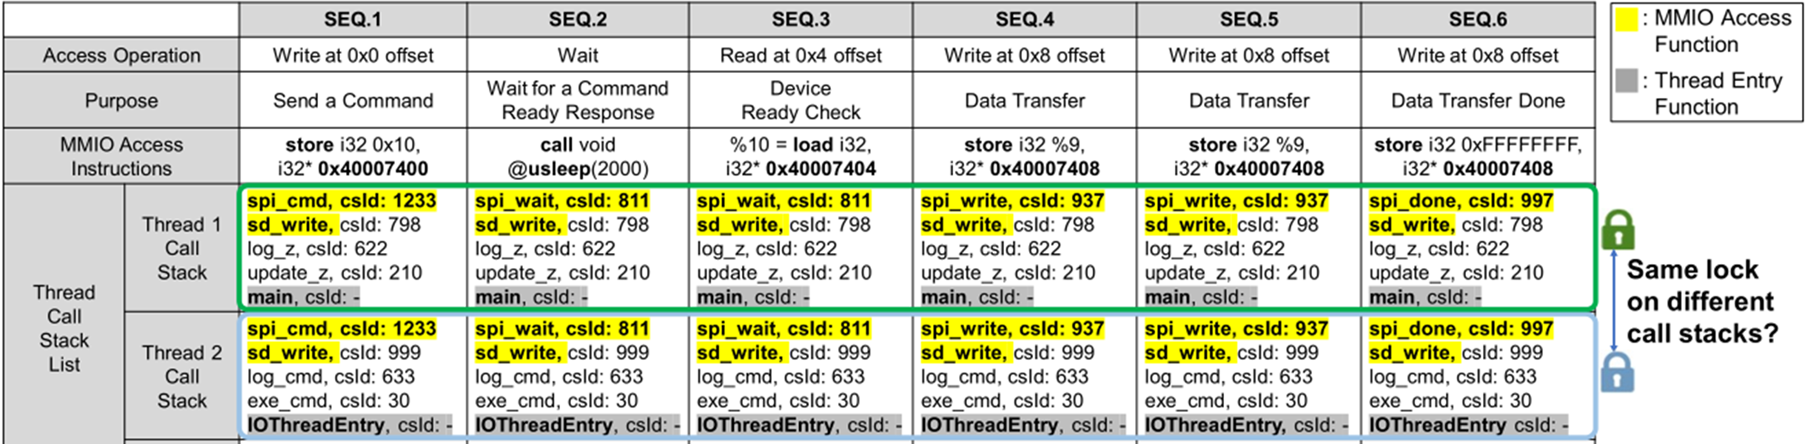 SEQ.1 SEQ.2 SEQ.3 SEQ.4 SEQ.5 SEQ.6
Access Operation
Write at 0x0 offset
Wait
Read at 0x4 offset
Write at 0x8 offset
Write at 0x8 offset
Write at 0x8 offset
Purpose
Send a Command
Wait for a Command
Ready Response
Device
Ready Check
Data Transfer
Data Transfer
Data Transfer Done
MMIO Access
Instructions
store i32 0x10,
i32* 0x40007400
call void
@usleep(2000)
%10 = load i32,
i32* 0x40007404
store i32 %9,
i32* 0x40007408
store i32 %9,
i32* 0x40007408
store i32 0xFFFFFFFF,
i32* 0x40007408
Thread
Call
Stack
List
Thread 1
Call
Stack
spi_cmd, csId: 1233
sd_write, csId: 798
log_z, csId: 622
update_z, csId: 210
main, csId: -
spi_wait, csId: 811
sd_write, csId: 798
log_z, csId: 622
update_z, csId: 210
main, csId: -
spi_wait, csId: 811
sd_write, csId: 798
log_z, csId: 622
update_z, csId: 210
main, csId: -
spi_write, csId: 937
sd_write, csId: 798
log_z, csId: 622
update_z, csId: 210
main, csId: -
spi_write, csId: 937
sd_write, csId: 798
log_z, csId: 622
update_z, csId: 210
main, csId: -
spi_done, csId: 997
sd_write, csId: 798
log_z, csId: 622
update_z, csId: 210
main, csId: -
Thread 2
Call
Stack
spi_cmd, csId: 1233
sd_write, csId: 999
log_cmd, csId: 633
exe_cmd, csId: 30
IOThreadEntry, csId: -
spi_wait, csId: 811
sd_write, csId: 999
log_cmd, csId: 633
exe_cmd, csId: 30
IOThreadEntry, csId: -
spi_wait, csId: 811
sd_write, csId: 999
log_cmd, csId: 633
exe_cmd, csId: 30
IOThreadEntry, csId: -
spi_write, csId: 937
sd_write, csId: 999
log_cmd, csId: 633
exe_cmd, csId: 30
IOThreadEntry, csId: -
spi_write, csId: 937
sd_write, csId: 999
log_cmd, csId: 633
exe_cmd, csId: 30
IOThreadEntry, csId: -
spi_done, csId: 997
sd_write, csId: 999
log_cmd, csId: 633
exe_cmd, csId: 30
IOThreadEntry csId: -
: MMIO Access
Function
: Thread Entry
Function
Same lock
on different
call stacks?